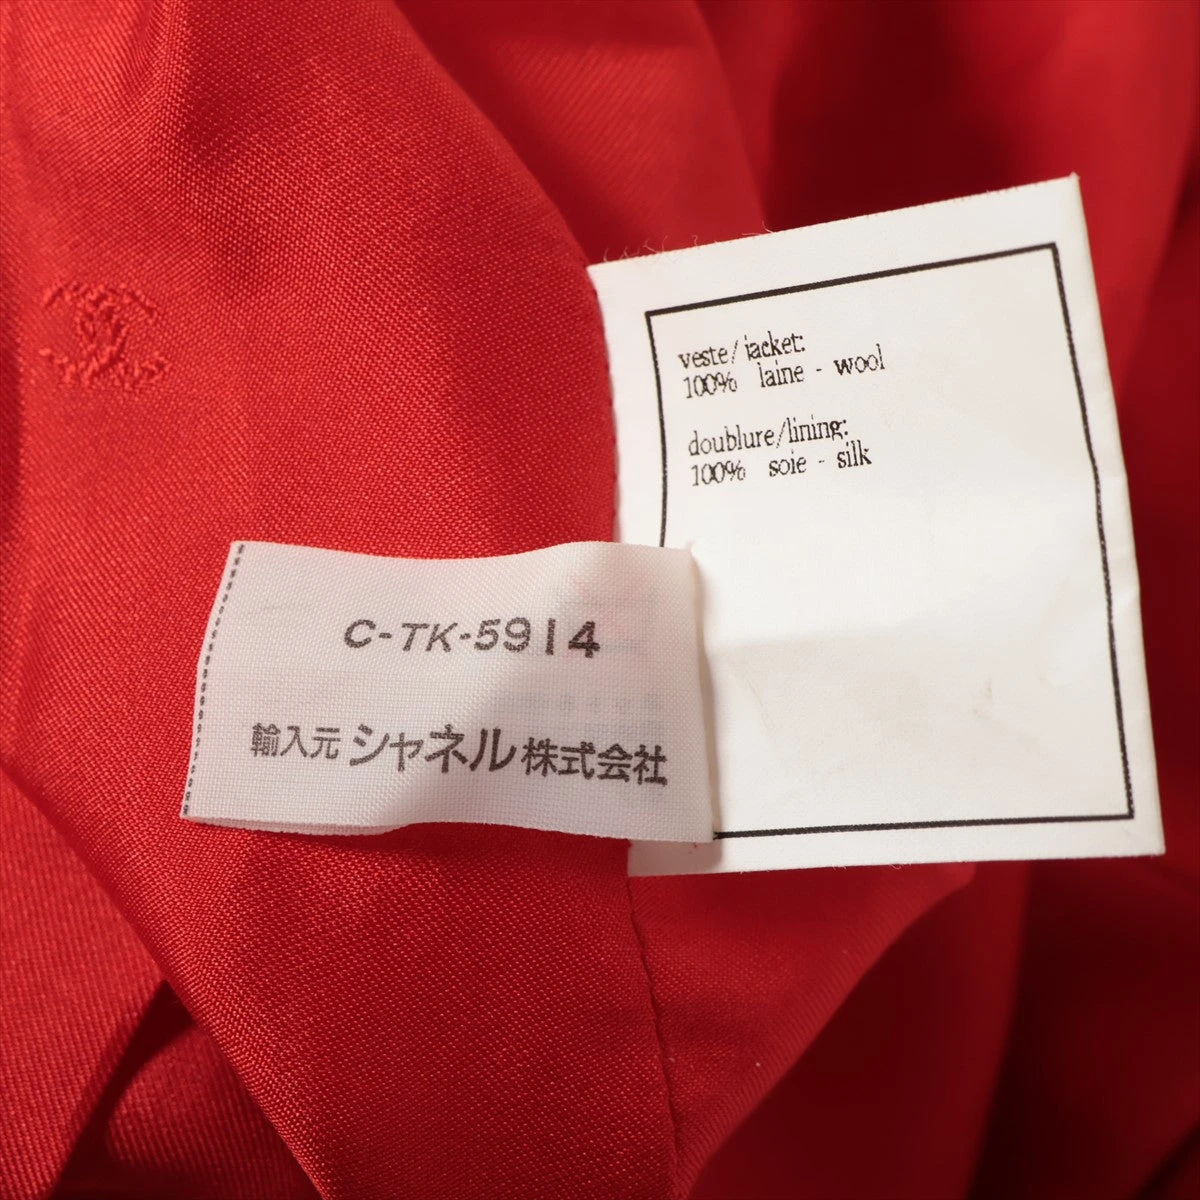 veste/jacket:
100% laine - wool
doublure/lining:
100% soie - silk
C-TK-5914
輸入元 シャネル 株式会社